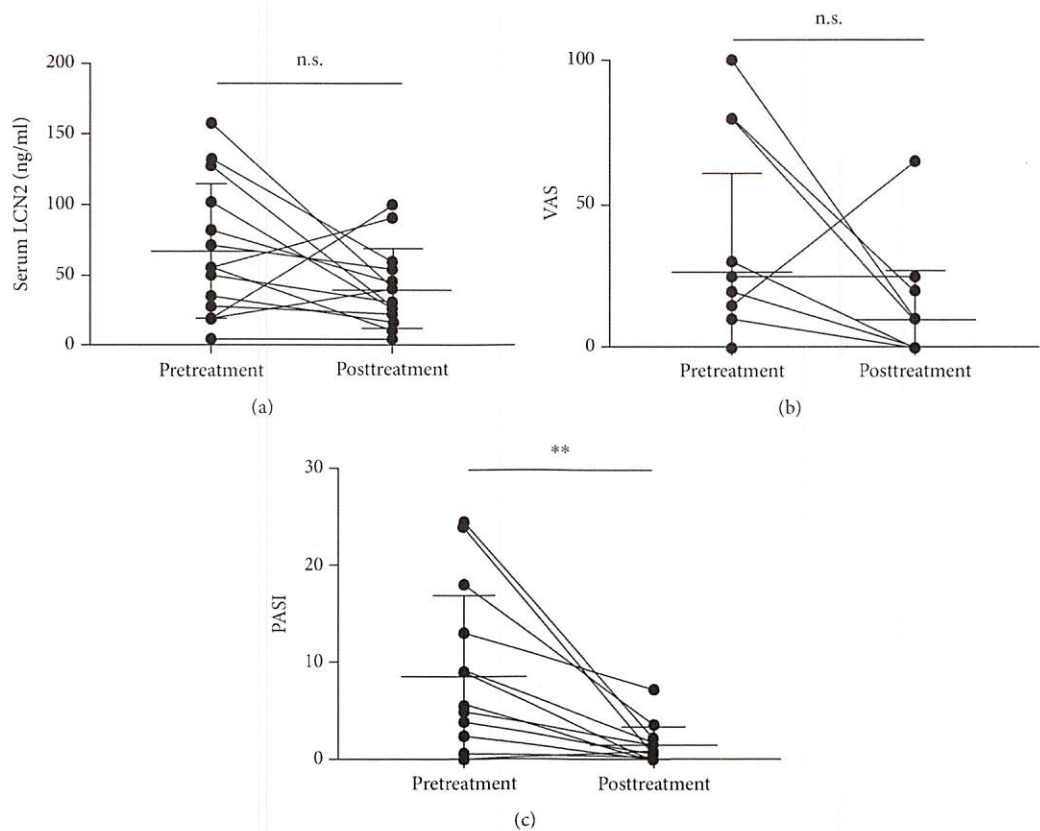 n.s.
200
150
100
50
0
Serum LCN2 (ng/ml)
Pretreatment Posttreatment
(a)
n.s.
100
50
0
VAS
Pretreatment Posttreatment
(b)
**
30
20
10
0
PASI
Pretreatment Posttreatment
(c)